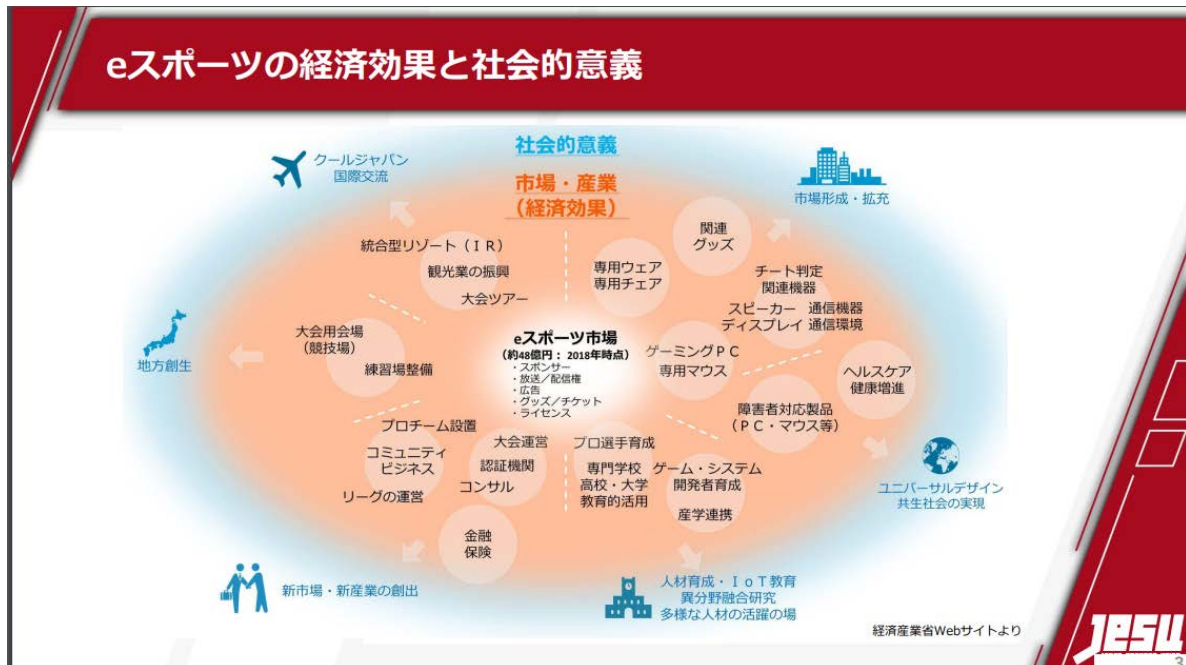 eスポーツの経済効果と社会的意義
社会的意義
市場・産業
（経済効果）
クールジャパン
国際交流
市場形成・拡充
関連
グッズ
統合型リゾート（ＩＲ）
観光業の振興
大会ツアー
専用ウェア
専用チェア
チート判定
関連機器
スピーカー　通信機器
ディスプレイ　通信環境
大会用会場
（競技場）
練習場整備
地方創生
eスポーツ市場
（約48億円： 2018年時点）
・スポンサー
・放送／配信権
・広告
・グッズ／チケット
・ライセンス
ゲーミングＰＣ
専用マウス
ヘルスケア
健康増進
障害者対応製品
（ＰＣ・マウス等）
プロチーム設置
コミュニティ
ビジネス
リーグの運営
大会運営
認証機関
コンサル
プロ選手育成
専門学校
高校・大学
教育的活用
ゲーム・システム
開発者育成
産学連携
ユニバーサルデザイン
共生社会の実現
金融
保険
新市場・新産業の創出
人材育成・ＩｏＴ教育
異分野融合研究
多様な人材の活躍の場
経済産業省Webサイトより
JESU
3